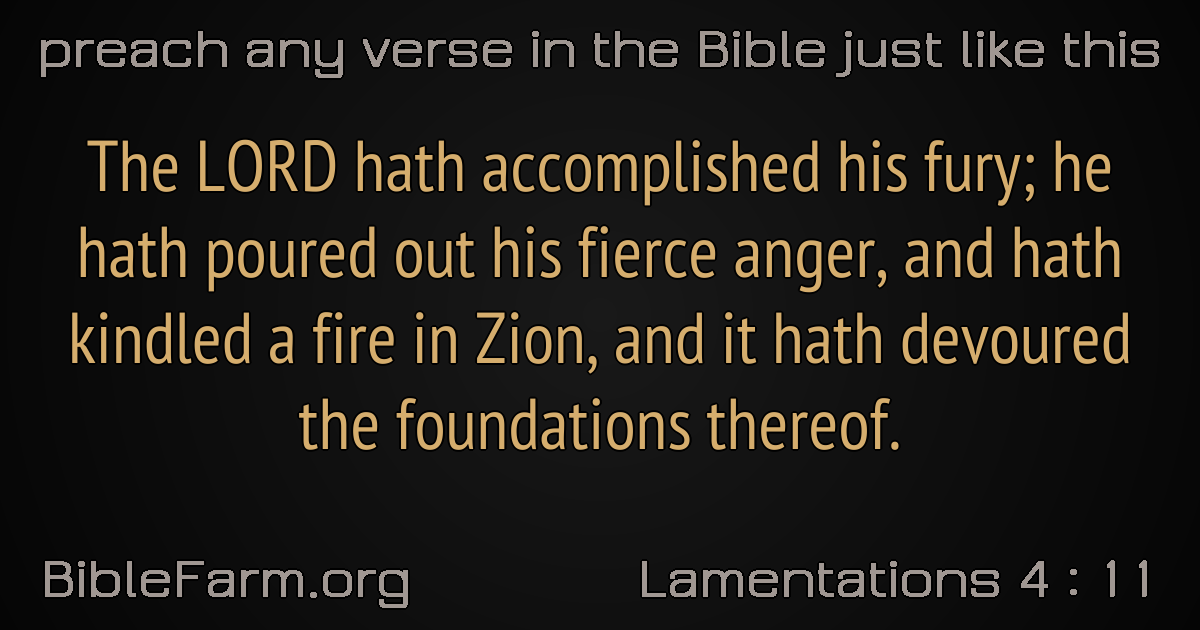 preach any verse in the Bible just like this
The LORD hath accomplished his fury; he
hath poured out his fierce anger, and hath
kindled a fire in Zion, and it hath devoured
the foundations thereof.
BibleFarm.org
Lamentations 4 : 11